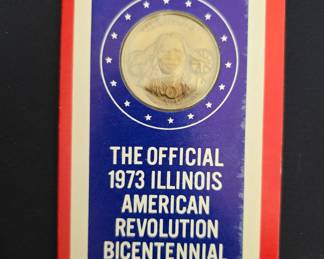 THE OFFICIAL
1973 ILLINOIS
AMERICAN
REVOLUTION
BICENTENNIAL